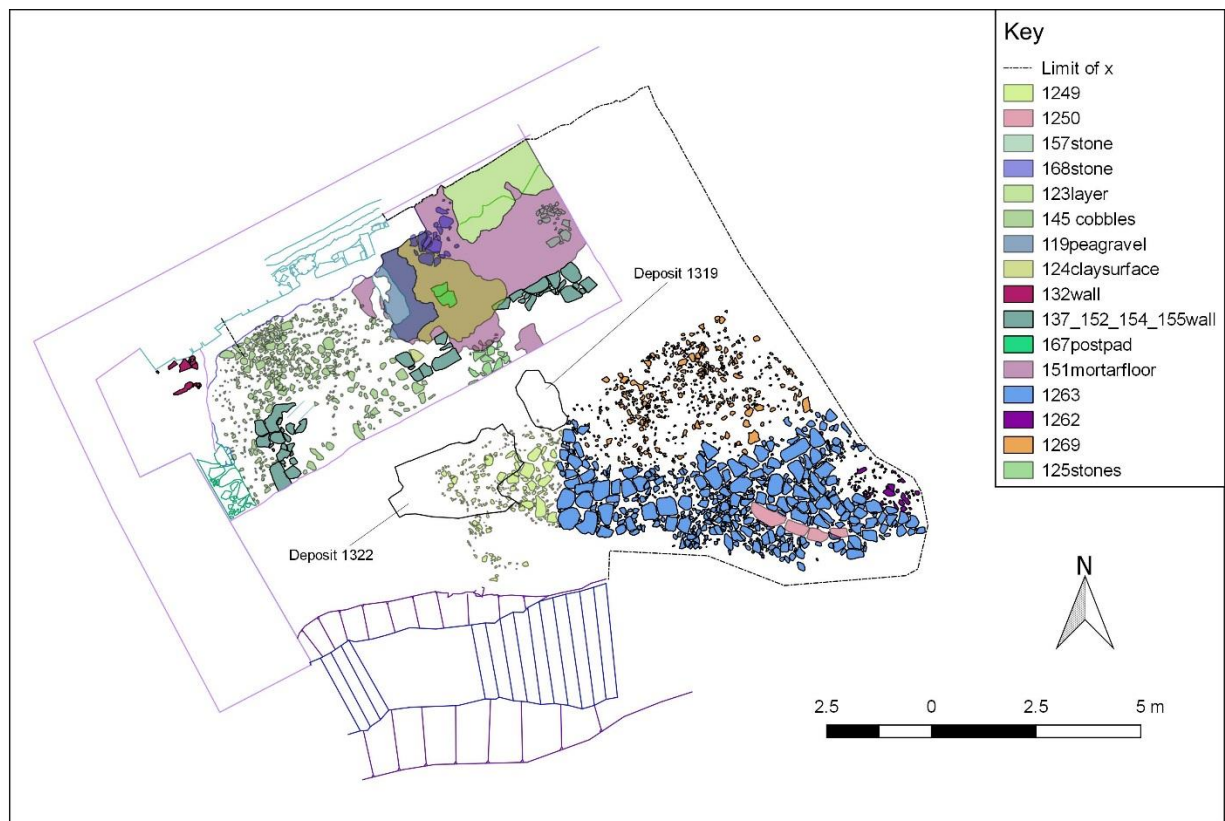 Key
Limit of x
1249
1250
157stone
168stone
123layer
145 cobbles
119peagravel
124claysurface
132wall
137_152_154_155wall
167postpad
151mortarfloor
1263
1262
1269
125stones
Deposit 1319
Deposit 1322
N
2.5 0 2.5 5 m